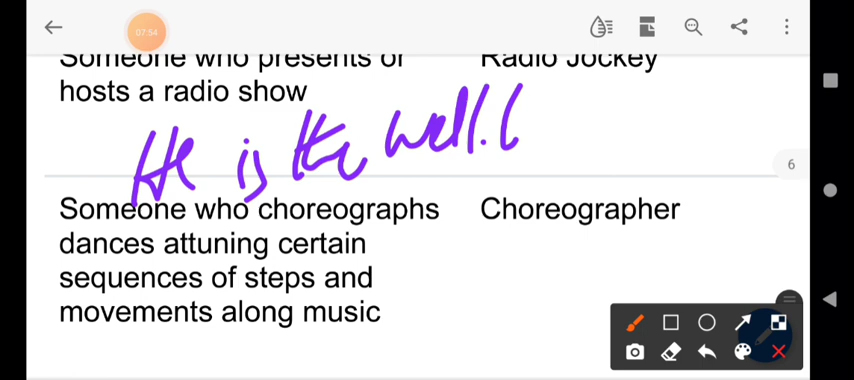 07:54
Someone who presents or Radio Jockey
hosts a radio show
He is the well. (
6
Someone who choreographs Choreographer
dances attuning certain
sequences of steps and
movements along music